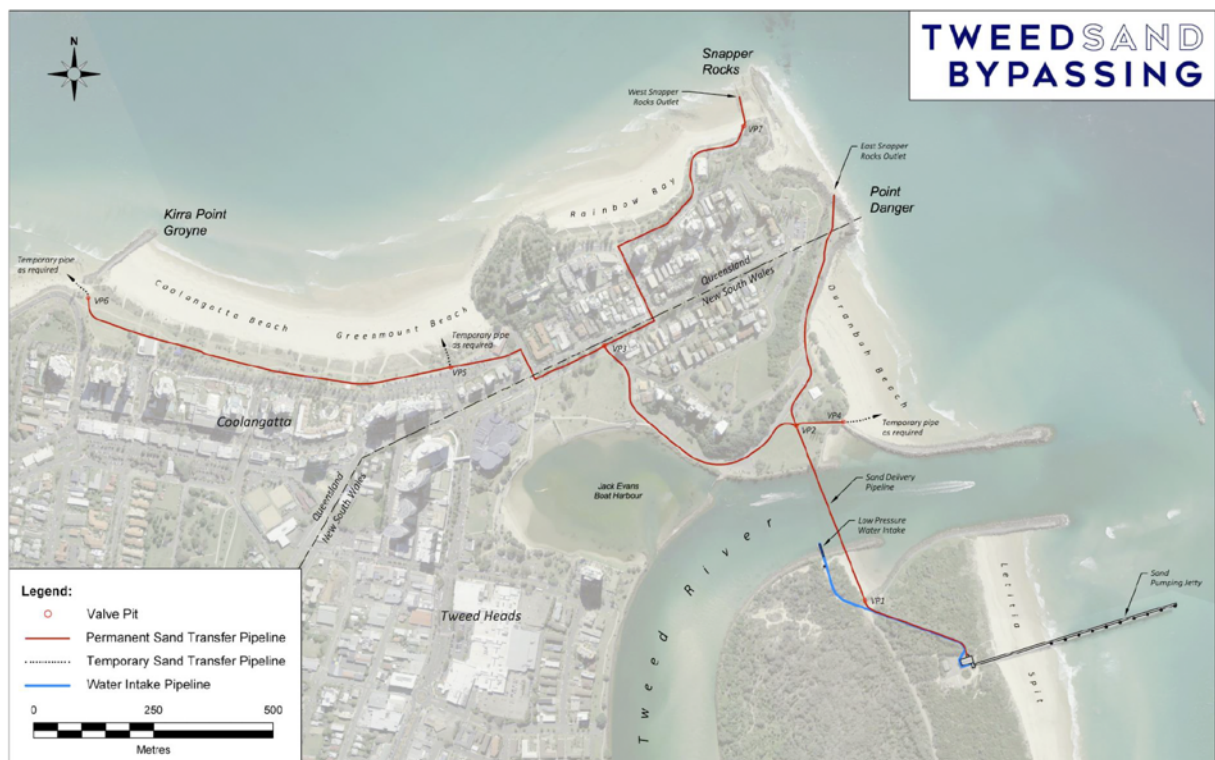 TWEEDSAND
BYPASSING
N
Snapper
Rocks
West Snapper
Rocks Outlet
VP7
East Snapper
Rocks Outlet
Point
Danger
Rainbow Bay
Kirra Point
Groyne
Temporary pipe
as required
VP6
Coolangatta Beach
Greenmount Beach
Temporary pipe
as required
VP5
Queensland
New South Wales
VP3
Duranbah Beach
VP4
VP2
Temporary pipe
as required
Coolangatta
Queensland
New South Wales
Jack Evans
Boat Harbour
Sand Delivery
Pipeline
Low Pressure
Water Intake
Tweed River
VP1
Letitia Spit
Sand
Pumping Jetty
Tweed Heads
Legend:
Valve Pit
Permanent Sand Transfer Pipeline
Temporary Sand Transfer Pipeline
Water Intake Pipeline
0 250 500
Metres